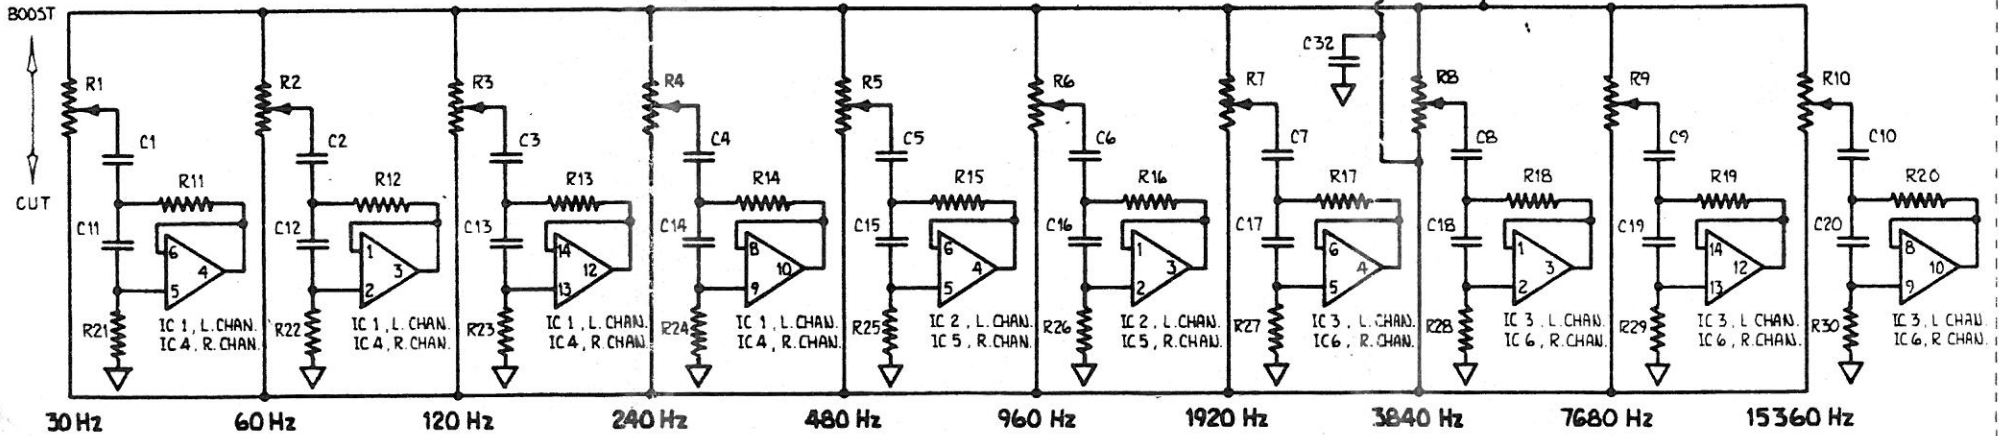 BOOST
CUT
C32
R1 R2 R3 R4 R5 R6 R7 R8 R9 R10
C1 C2 C3 C4 C5 C6 C7 C8 C9 C10
R11 R12 R13 R14 R15 R16 R17 R18 R19 R20
C11 C12 C13 C14 C15 C16 C17 C18 C19 C20
6 1 14 8 6 1 6 1 14 8
4 3 12 10 4 3 4 3 12 10
5 2 13 9 5 2 5 2 13 9
R21 R22 R23 R24 R25 R26 R27 R28 R29 R30
IC 1, L. CHAN. IC 1, L. CHAN. IC 1, L. CHAN. IC 1, L. CHAN. IC 2, L. CHAN. IC 2, L. CHAN. IC 3, L. CHAN. IC 3, L. CHAN. IC 3, L CHAN. IC 3, L CHAN.
IC 4, R. CHAN. IC 4, R. CHAN. IC 4, R. CHAN. IC 4, R. CHAN. IC 5, R. CHAN. IC 5, R. CHAN. IC 6, R. CHAN. IC 6, R. CHAN. IC 6, R. CHAN. IC 6, R CHAN.
30 Hz 60 Hz 120 Hz 240 Hz 480 Hz 960 Hz 1920 Hz 3840 Hz 7680 Hz 15360 Hz